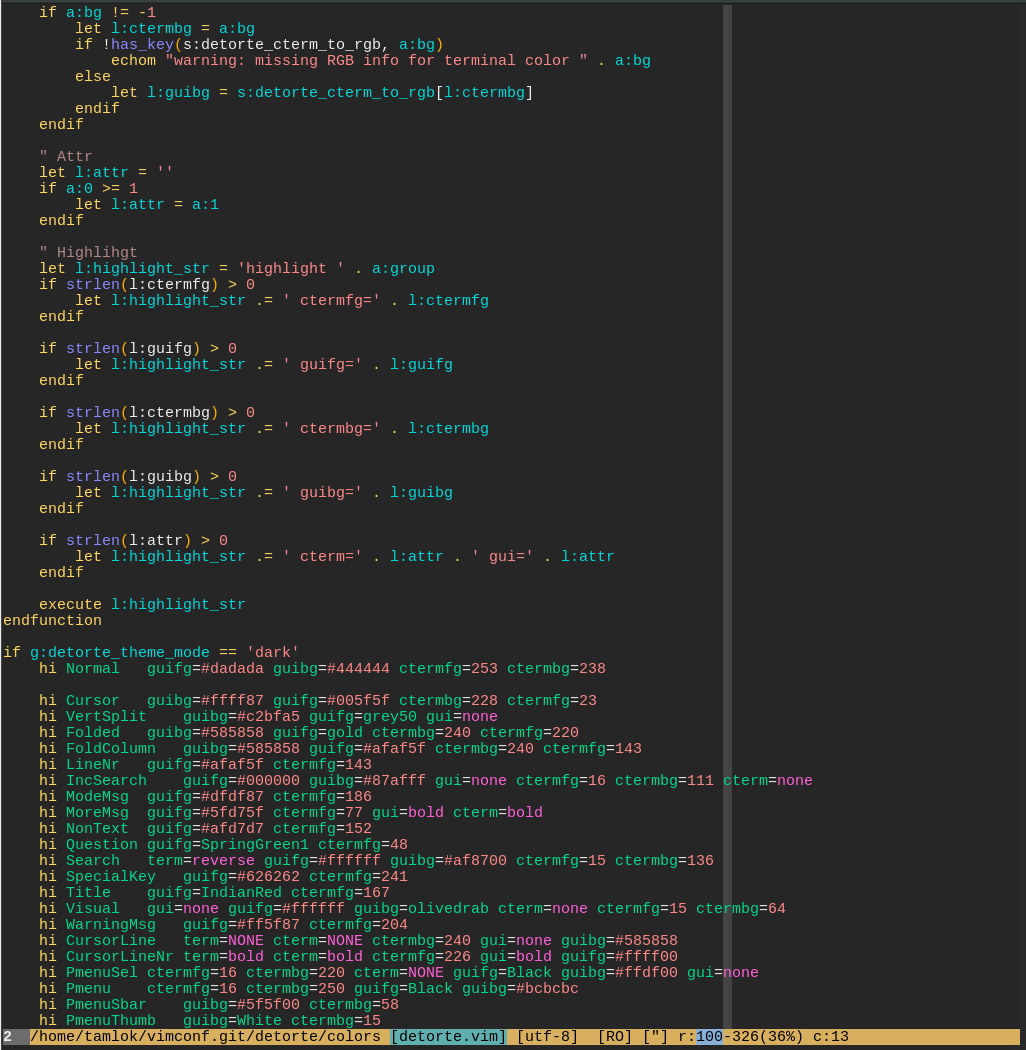 if a:bg != -1
        let l:ctermbg = a:bg
        if !has_key(s:detorte_cterm_to_rgb, a:bg)
            echom "warning: missing RGB info for terminal color " . a:bg
        else
            let l:guibg = s:detorte_cterm_to_rgb[l:ctermbg]
        endif
    endif

    " Attr
    let l:attr = ''
    if a:0 >= 1
        let l:attr = a:1
    endif

    " Highlihgt
    let l:highlight_str = 'highlight ' . a:group
    if strlen(l:ctermfg) > 0
        let l:highlight_str .= ' ctermfg=' . l:ctermfg
    endif

    if strlen(l:guifg) > 0
        let l:highlight_str .= ' guifg=' . l:guifg
    endif

    if strlen(l:ctermbg) > 0
        let l:highlight_str .= ' ctermbg=' . l:ctermbg
    endif

    if strlen(l:guibg) > 0
        let l:highlight_str .= ' guibg=' . l:guibg
    endif

    if strlen(l:attr) > 0
        let l:highlight_str .= ' cterm=' . l:attr . ' gui=' . l:attr
    endif

    execute l:highlight_str
endfunction

if g:detorte_theme_mode == 'dark'
    hi Normal   guifg=#dadada guibg=#444444 ctermfg=253 ctermbg=238

    hi Cursor   guibg=#ffff87 guifg=#005f5f ctermbg=228 ctermfg=23
    hi VertSplit    guibg=#c2bfa5 guifg=grey50 gui=none
    hi Folded   guibg=#585858 guifg=gold ctermbg=240 ctermfg=220
    hi FoldColumn   guibg=#585858 guifg=#afaf5f ctermbg=240 ctermfg=143
    hi LineNr   guifg=#afaf5f ctermfg=143
    hi IncSearch    guifg=#000000 guibg=#87afff gui=none ctermfg=16 ctermbg=111 cterm=none
    hi ModeMsg  guifg=#dfdf87 ctermfg=186
    hi MoreMsg  guifg=#5fd75f ctermfg=77 gui=bold cterm=bold
    hi NonText  guifg=#afd7d7 ctermfg=152
    hi Question guifg=SpringGreen1 ctermfg=48
    hi Search   term=reverse guifg=#ffffff guibg=#af8700 ctermfg=15 ctermbg=136
    hi SpecialKey   guifg=#626262 ctermfg=241
    hi Title    guifg=IndianRed ctermfg=167
    hi Visual   gui=none guifg=#ffffff guibg=olivedrab cterm=none ctermfg=15 ctermbg=64
    hi WarningMsg   guifg=#ff5f87 ctermfg=204
    hi CursorLine   term=NONE cterm=NONE ctermbg=240 gui=none guibg=#585858
    hi CursorLineNr term=bold cterm=bold ctermfg=226 gui=bold guifg=#ffff00
    hi PmenuSel ctermfg=16 ctermbg=220 cterm=NONE guifg=Black guibg=#ffdf00 gui=none
    hi Pmenu    ctermfg=16 ctermbg=250 guifg=Black guibg=#bcbcbc
    hi PmenuSbar    guibg=#5f5f00 ctermbg=58
    hi PmenuThumb   guibg=White ctermbg=15
2  /home/tamlok/vimconf.git/detorte/colors [detorte.vim] [utf-8]  [RO] ["] r:100-326(36%) c:13